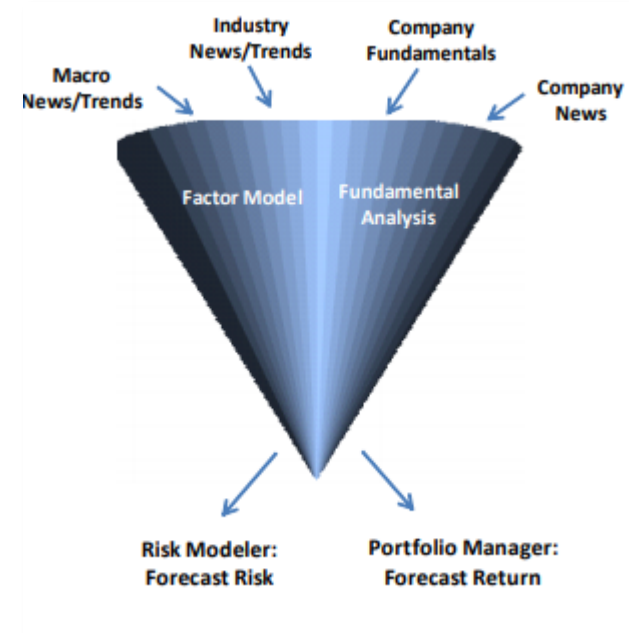 Industry
News/Trends
Company
Fundamentals
Macro
News/Trends
Company
News
Factor Model
Fundamental
Analysis
Risk Modeler:
Forecast Risk
Portfolio Manager:
Forecast Return